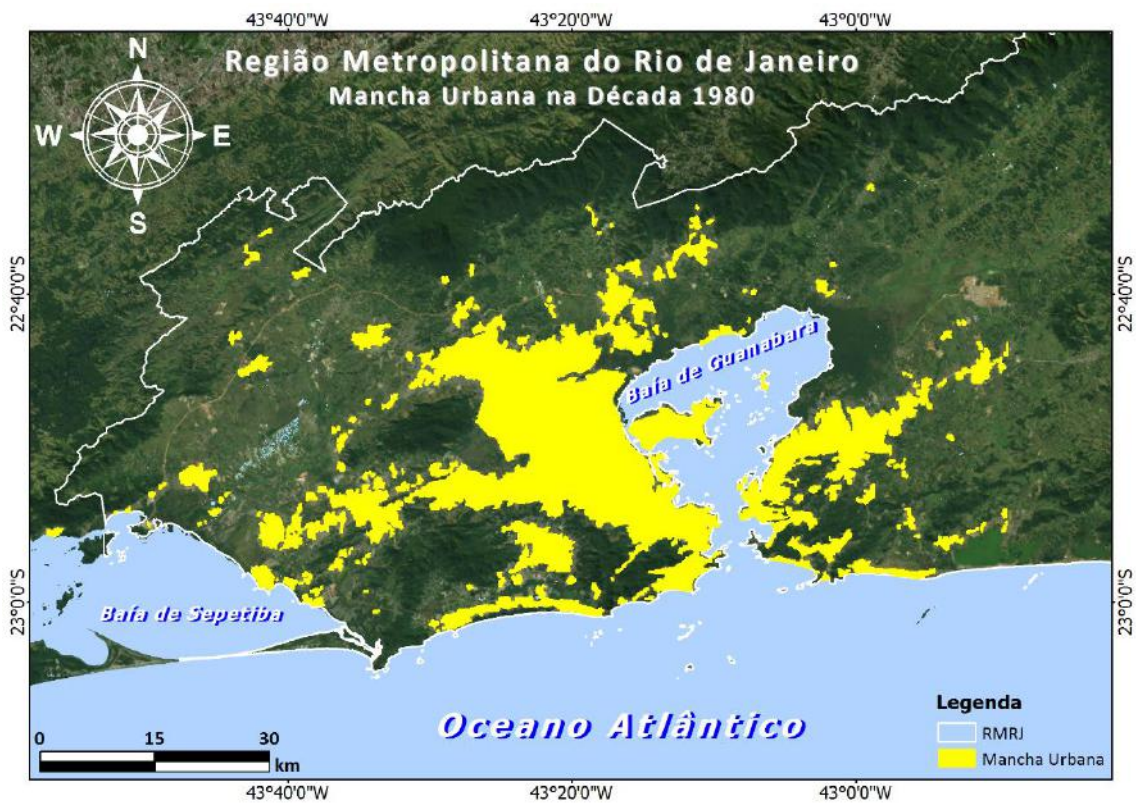 43°40'0"W 43°20'0"W 43°0'0"W
Região Metropolitana do Rio de Janeiro
Mancha Urbana na Década 1980
N
W E
S
22°40'0"S 22°40'0"S
Baía de Guanabara
23°0'0"S 23°0'0"S
Baía de Sepetiba
Oceano Atlântico
Legenda
RMRJ
Mancha Urbana
0 15 30
km
43°40'0"W 43°20'0"W 43°0'0"W